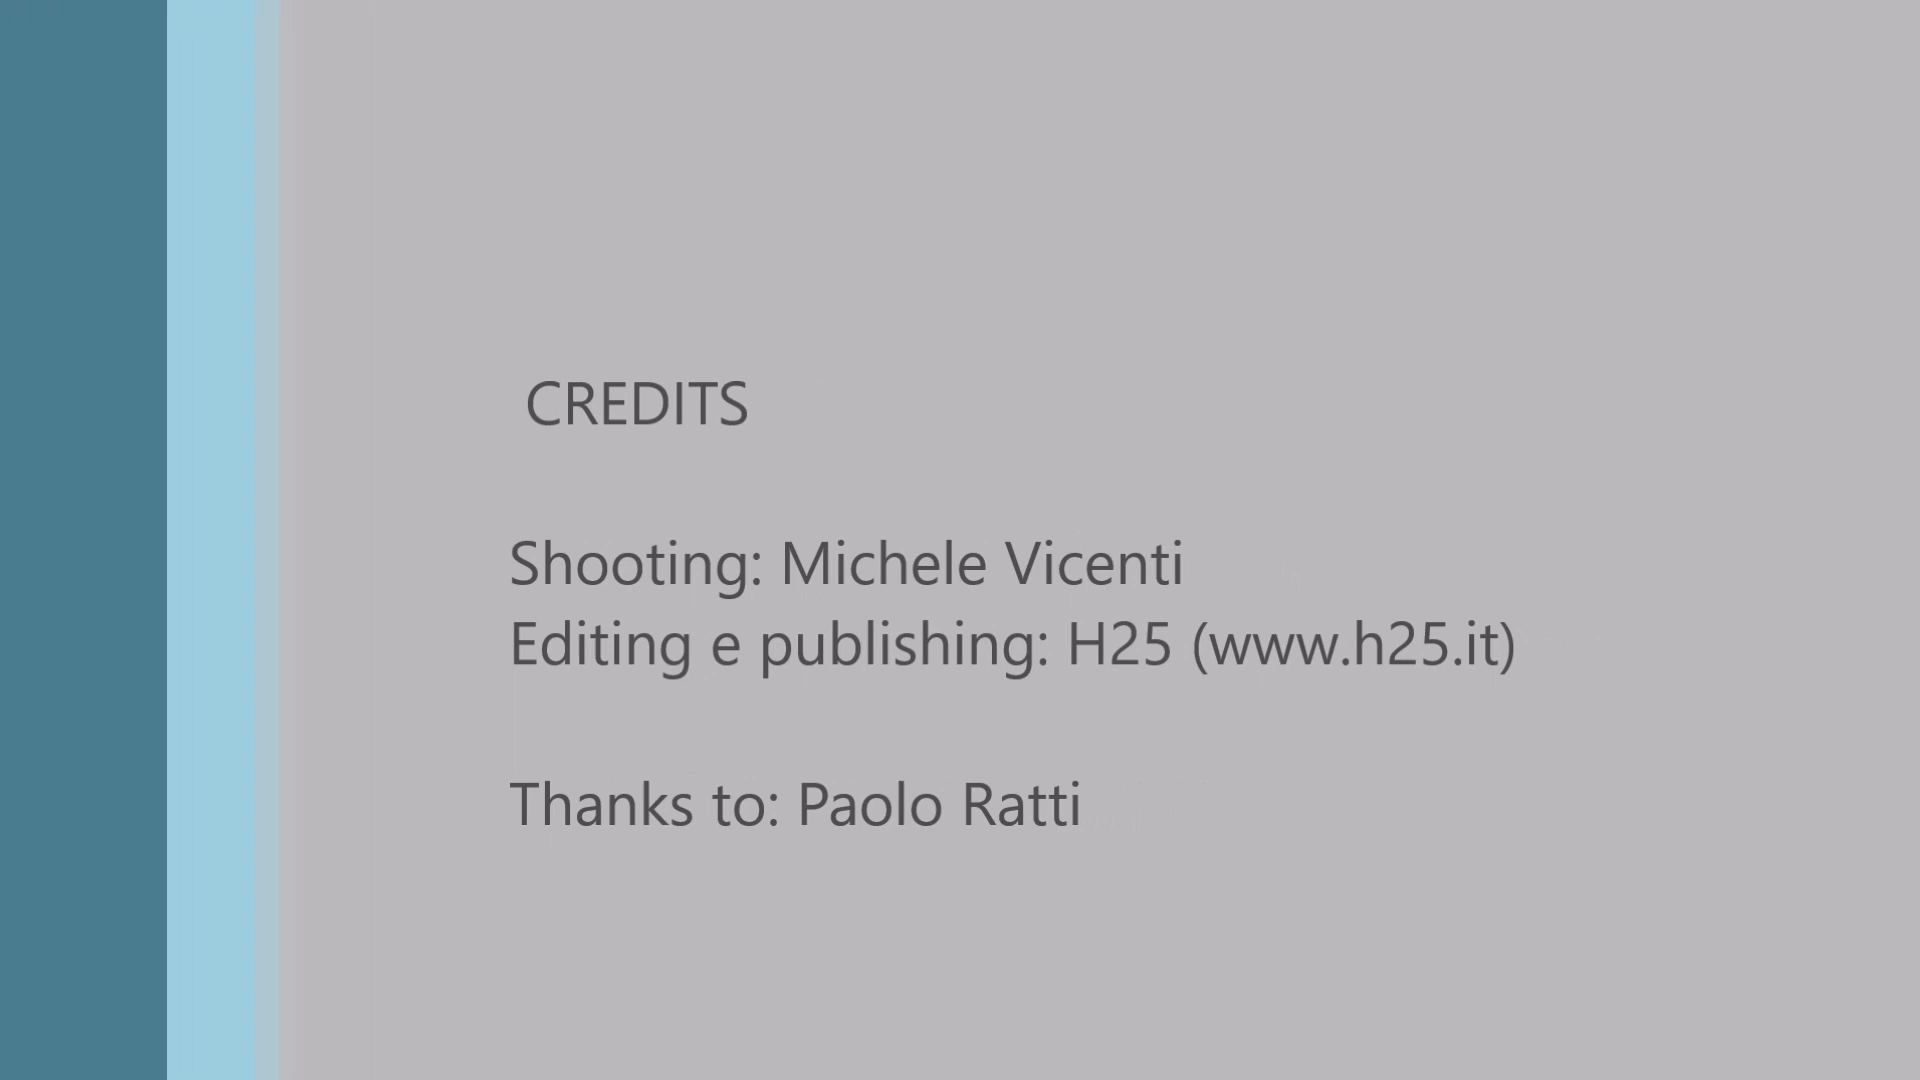 CREDITS
Shooting: Michele Vicenti
Editing e publishing: H25 (www.h25.it)
Thanks to: Paolo Ratti